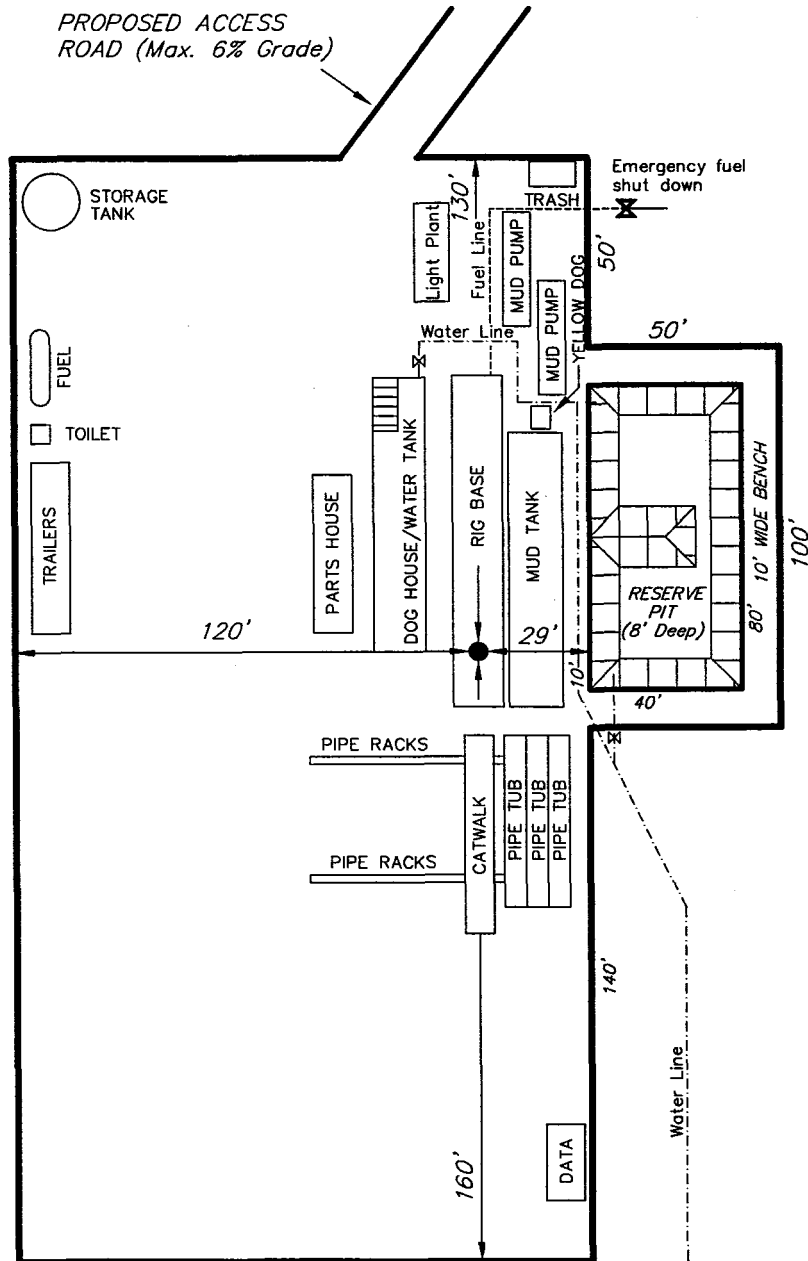 PROPOSED ACCESS
ROAD (Max. 6% Grade)
STORAGE
TANK
Light Plant
130'
Fuel Line
TRASH
MUD PUMP
MUD PUMP
Emergency fuel
shut down
50'
YELLOW DOG
50'
Water Line
FUEL
TOILET
TRAILERS
PARTS HOUSE
DOG HOUSE/WATER TANK
RIG BASE
MUD TANK
RESERVE
PIT
(8' Deep)
80'
10' WIDE BENCH
100'
120'
29'
10'
40'
PIPE RACKS
PIPE RACKS
CATWALK
PIPE TUB
PIPE TUB
PIPE TUB
140'
160'
DATA
Water Line